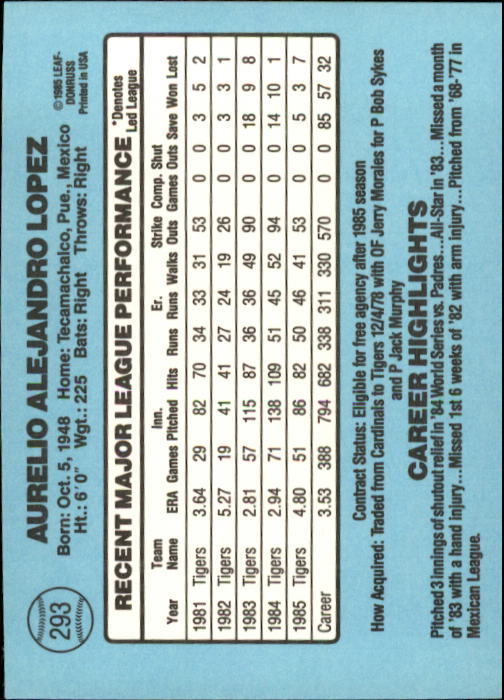 293
AURELIO ALEJANDRO LOPEZ
©1985 LEAF-
DONRUSS
Printed in USA
Born: Oct. 5, 1948 Home: Tecamachalco, Pue., Mexico
Ht.: 6'0" Wgt.: 225 Bats: Right Throws: Right
RECENT MAJOR LEAGUE PERFORMANCE
*Denotes
Led League
Year Team Name ERA Games Inn. Pitched Hits Runs Er. Runs Walks Strike Outs Comp. Games Shut Outs Save Won Lost
1981 Tigers 3.64 29 82 70 34 33 31 53 0 0 3 5 2
1982 Tigers 5.27 19 41 41 27 24 19 26 0 0 3 3 1
1983 Tigers 2.81 57 115 87 36 36 49 90 0 0 18 9 8
1984 Tigers 2.94 71 138 109 51 45 52 94 0 0 14 10 1
1985 Tigers 4.80 51 86 82 50 46 41 53 0 0 5 3 7
Career 3.53 388 794 682 338 311 330 570 0 0 85 57 32
Contract Status: Eligible for free agency after 1985 season
How Acquired: Traded from Cardinals to Tigers 12/4/78 with OF Jerry Morales for P Bob Sykes
and P Jack Murphy
CAREER HIGHLIGHTS
Pitched 3 innings of shutout relief in '84 World Series vs. Padres...All-Star in '83...Missed a month
of '83 with a hand injury...Missed 1st 6 weeks of '82 with arm injury...Pitched from '68-'77 in
Mexican League.